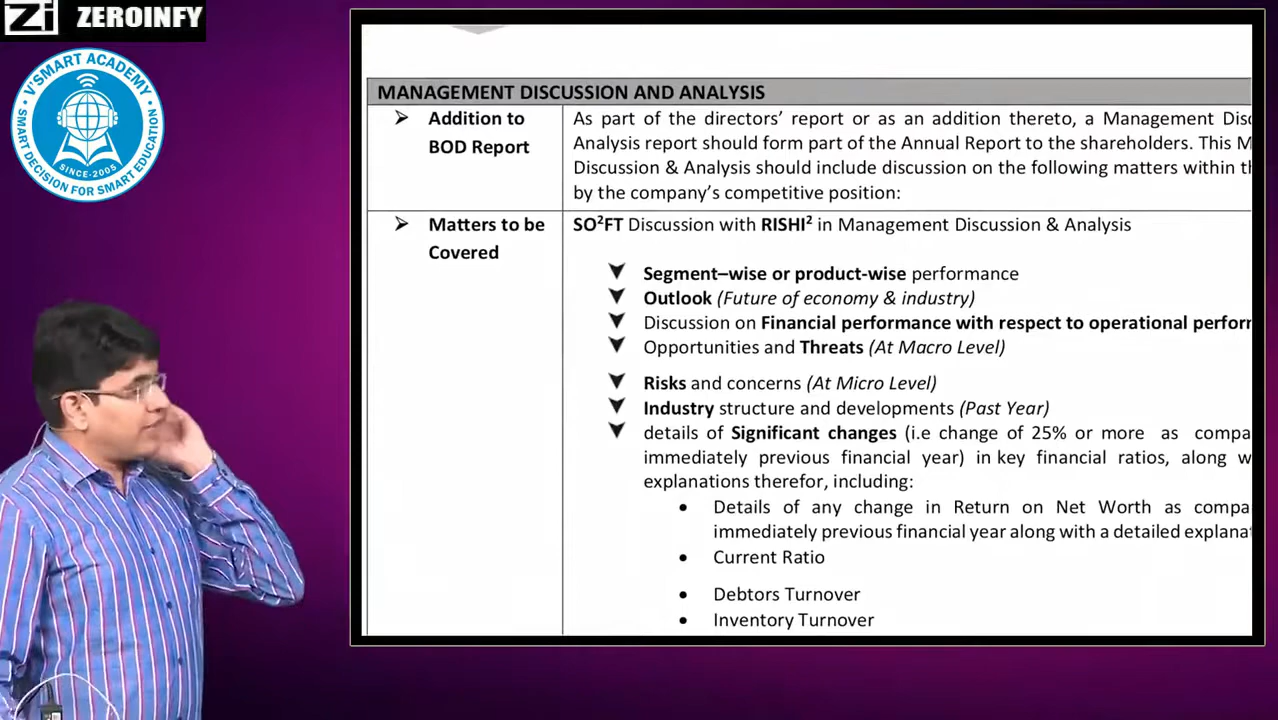 Zi ZEROINFY
V'SMART ACADEMY
SINCE-2005
SMART DECISION FOR SMART EDUCATION
MANAGEMENT DISCUSSION AND ANALYSIS
Addition to
BOD Report
As part of the directors' report or as an addition thereto, a Management
Analysis report should form part of the Annual Report to the shareholders. This
Discussion & Analysis should include discussion on the following matters within
by the company's competitive position:
Matters to be
Covered
SO²FT Discussion with RISHI² in Management Discussion & Analysis
Segment–wise or product-wise performance
Outlook (Future of economy & industry)
Discussion on Financial performance with respect to operational
Opportunities and Threats (At Macro Level)
Risks and concerns (At Micro Level)
Industry structure and developments (Past Year)
details of Significant changes (i.e change of 25% or more as
immediately previous financial year) in key financial ratios, along
explanations therefor, including:
• Details of any change in Return on Net Worth as
immediately previous financial year along with a detailed
• Current Ratio
• Debtors Turnover
• Inventory Turnover